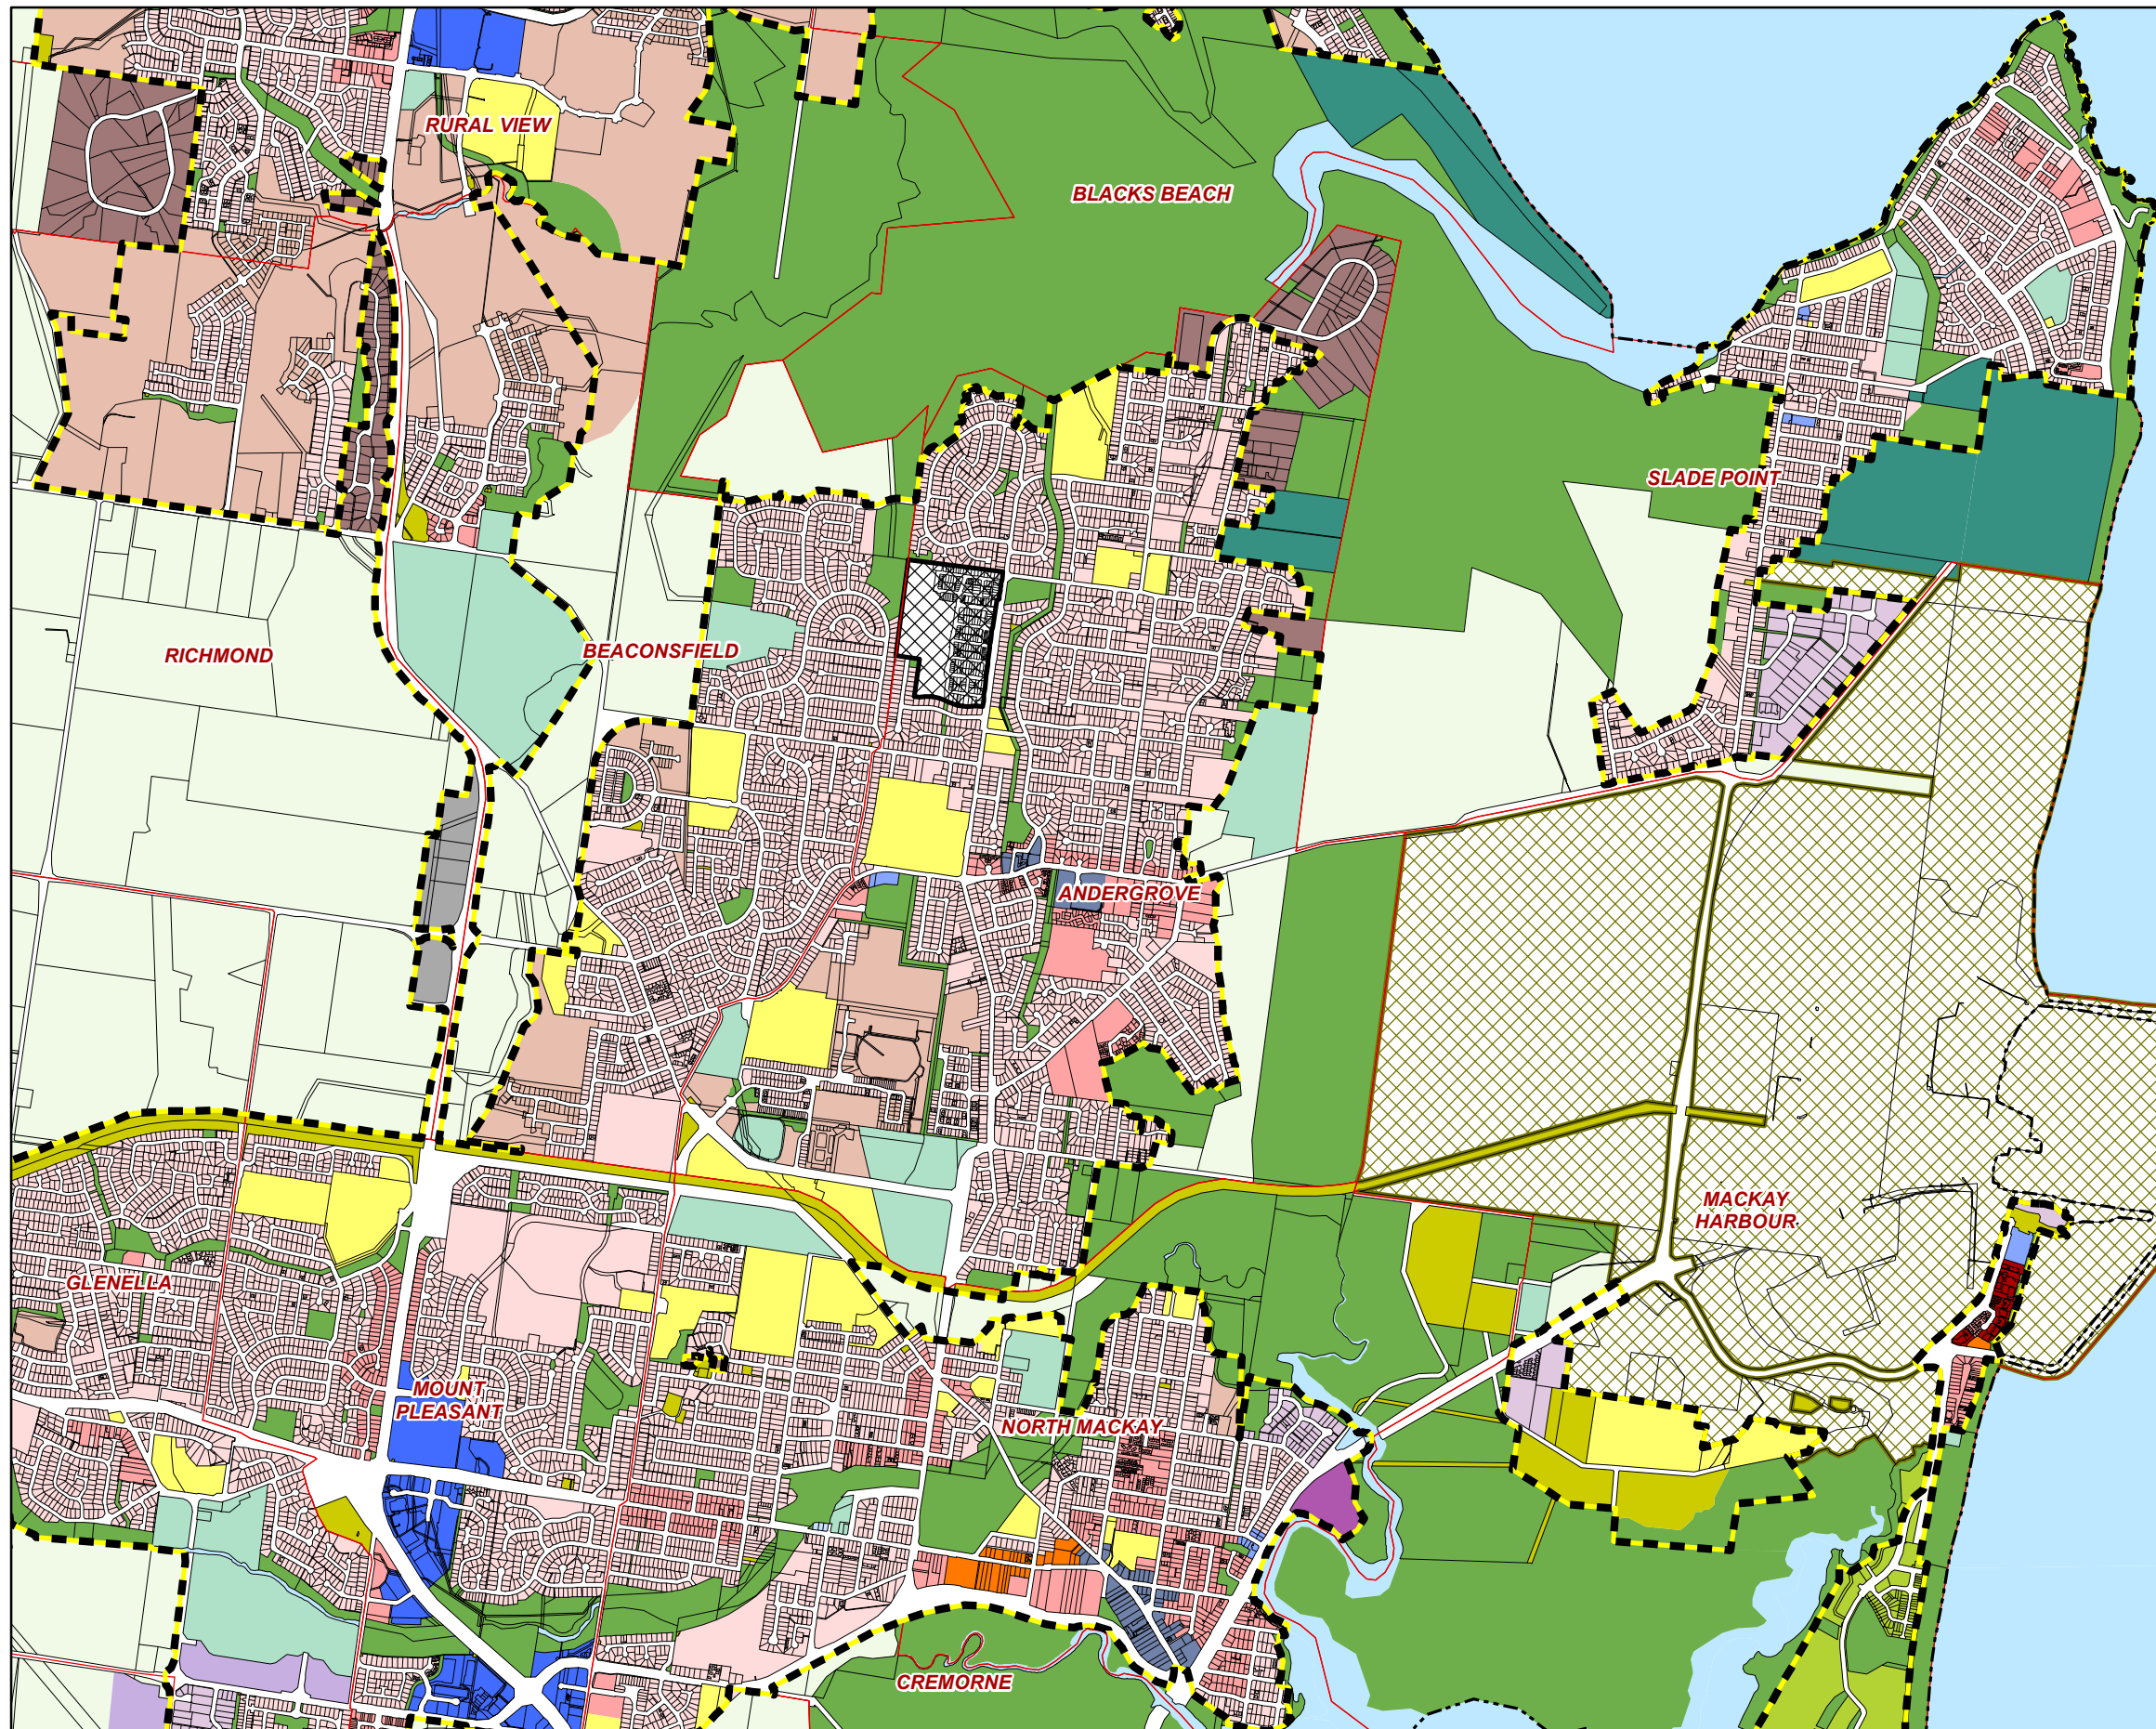 RURAL VIEW
BLACKS BEACH
SLADE POINT
RICHMOND
BEACONSFIELD
ANDERGROVE
MACKAY
HARBOUR
GLENELLA
MOUNT
PLEASANT
NORTH MACKAY
CREMORNE